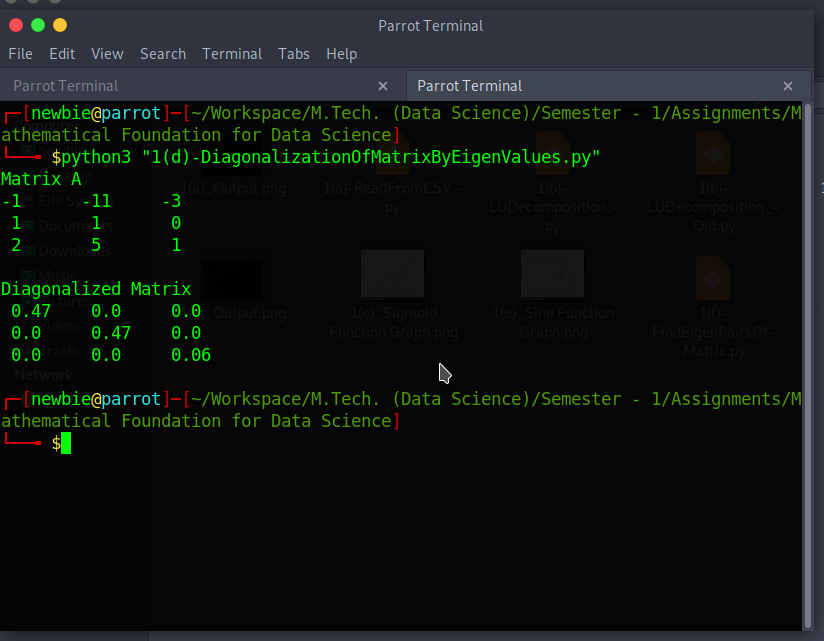 Parrot Terminal
File Edit View Search Terminal Tabs Help
Parrot Terminal × Parrot Terminal ×
┌─[newbie@parrot]─[~/Workspace/M.Tech. (Data Science)/Semester - 1/Assignments/M
athematical Foundation for Data Science]
└──╼ $python3 "1(d)-DiagonalizationOfMatrixByEigenValues.py"
Matrix A
-1 -11 -3
1 1 0
2 5 1
Diagonalized Matrix
0.47 0.0 0.0
0.0 0.47 0.0
0.0 0.0 0.06
┌─[newbie@parrot]─[~/Workspace/M.Tech. (Data Science)/Semester - 1/Assignments/M
athematical Foundation for Data Science]
└──╼ $
1(a)_Output.png
1(a)-ReadFromCSV.-
py
1(b)-
LUDecomposition.-
py
1(b)-
LUDecomposition_-
Old.py
File System
Documents
Downloads
Music
Videos
Trash
Network
_Output.png
1(e)_Sigmoid
Function Graph.png
1(e)_Sine Function
Graph.png
1(f)-
FindEigenPairsOf-
Matrix.py